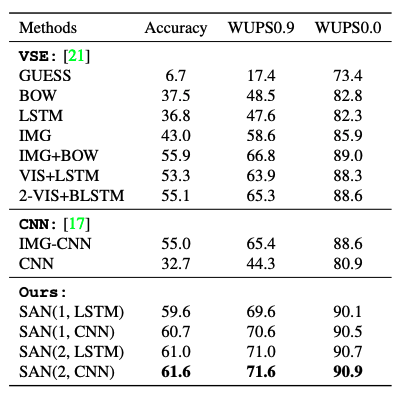 Methods Accuracy WUPS0.9 WUPS0.0
VSE: [21]
GUESS 6.7 17.4 73.4
BOW 37.5 48.5 82.8
LSTM 36.8 47.6 82.3
IMG 43.0 58.6 85.9
IMG+BOW 55.9 66.8 89.0
VIS+LSTM 53.3 63.9 88.3
2-VIS+BLSTM 55.1 65.3 88.6
CNN: [17]
IMG-CNN 55.0 65.4 88.6
CNN 32.7 44.3 80.9
Ours:
SAN(1, LSTM) 59.6 69.6 90.1
SAN(1, CNN) 60.7 70.6 90.5
SAN(2, LSTM) 61.0 71.0 90.7
SAN(2, CNN) 61.6 71.6 90.9